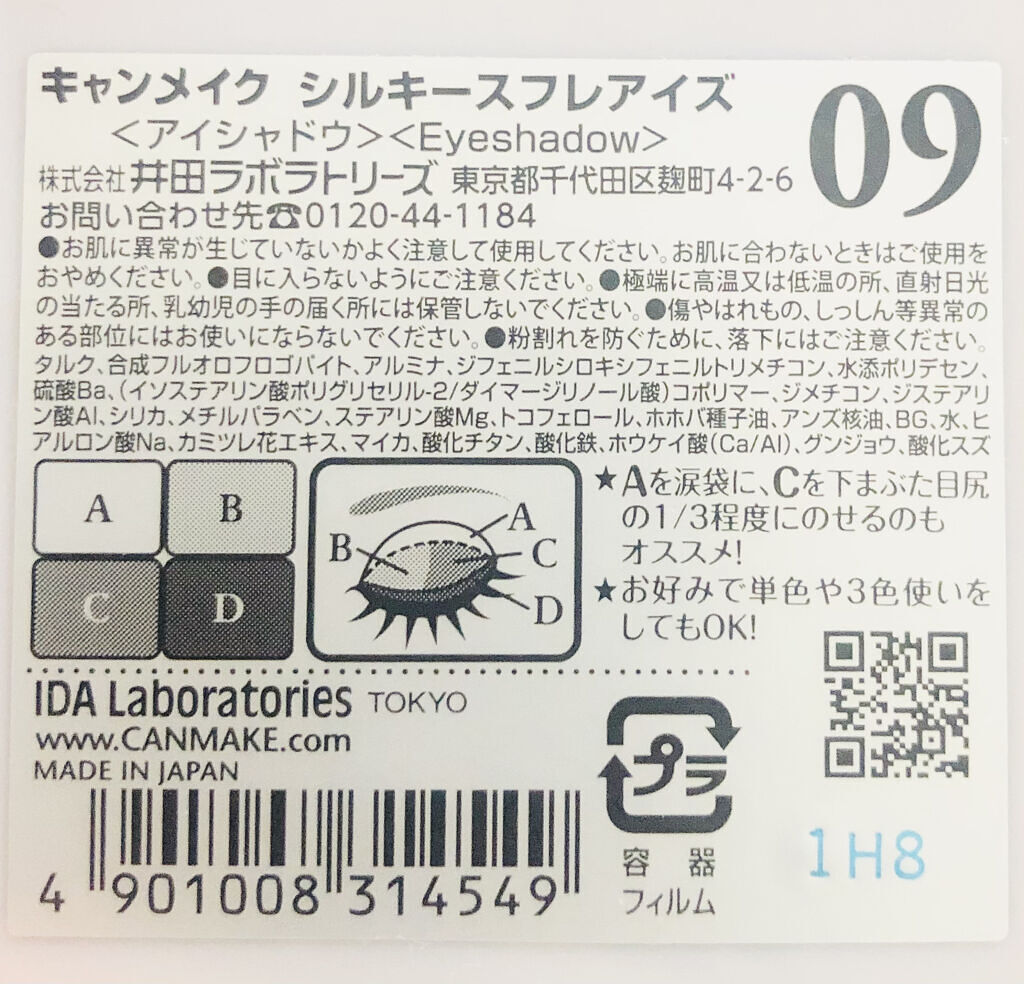 キャンメイク シルキースフレアイズ
09
<アイシャドウ><Eyeshadow>
株式会社 井田ラボラトリーズ 東京都千代田区麹町4-2-6
お問い合わせ先☎0120-44-1184
●お肌に異常が生じていないかよく注意して使用してください。お肌に合わないときはご使用を
おやめください。●目に入らないようにご注意ください。●極端に高温又は低温の所、直射日光
の当たる所、乳幼児の手の届く所には保管しないでください。●傷やはれもの、しっしん等異常の
ある部位にはお使いにならないでください。●粉割れを防ぐために、落下にはご注意ください。
タルク、合成フルオロフロゴパイト、アルミナ、ジフェニルシロキシフェニルトリメチコン、水添ポリデセン、
硫酸Ba、(イソステアリン酸ポリグリセリル-2/ダイマージリノール酸)コポリマー、ジメチコン、ジステアリ
ン酸Al、シリカ、メチルパラベン、ステアリン酸Mg、トコフェロール、ホホバ種子油、アンズ核油、BG、水、ヒ
アルロン酸Na、カミツレ花エキス、マイカ、酸化チタン、酸化鉄、ホウケイ酸(Ca/Al)、グンジョウ、酸化スズ
A
B
C
D
A
B
C
D
★Aを涙袋に、Cを下まぶた目尻
の1/3程度にのせるのも
オススメ!
★お好みで単色や3色使いを
してもOK!
IDA Laboratories TOKYO
www.CANMAKE.com
MADE IN JAPAN
4 901008 314549
プラ
容器
フィルム
1H8